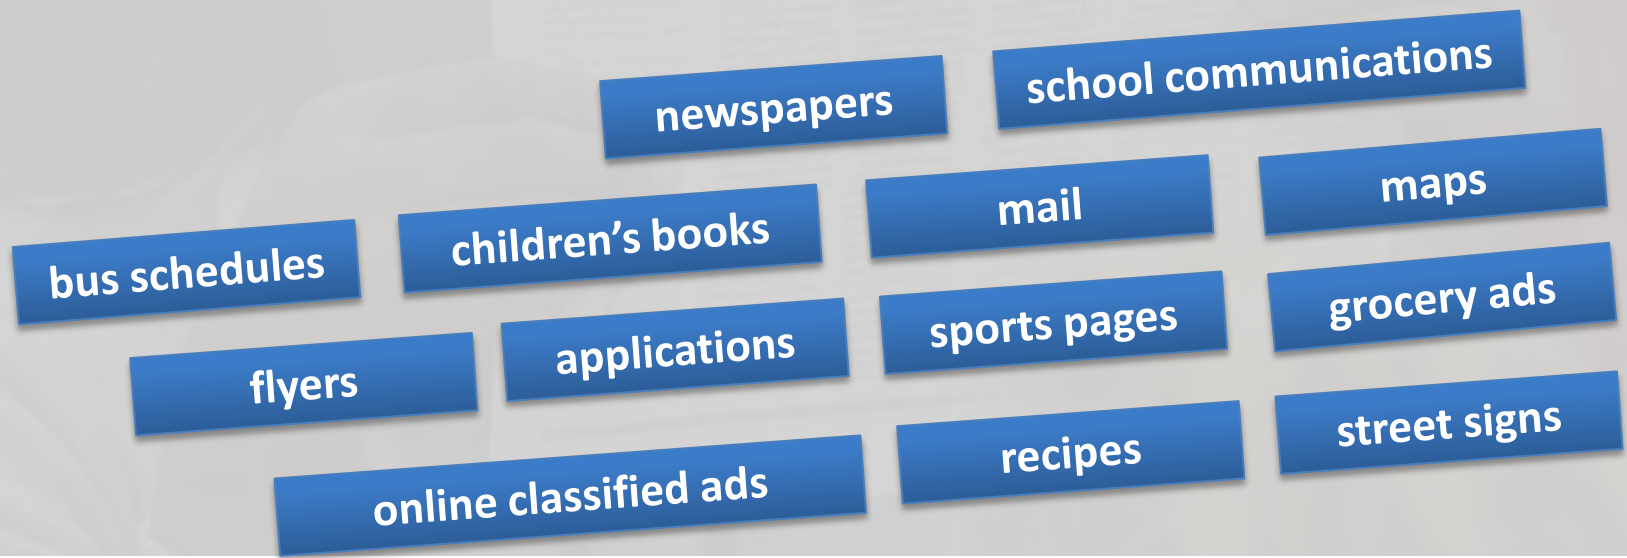 newspapers
school communications
bus schedules
children’s books
mail
maps
flyers
applications
sports pages
grocery ads
online classified ads
recipes
street signs